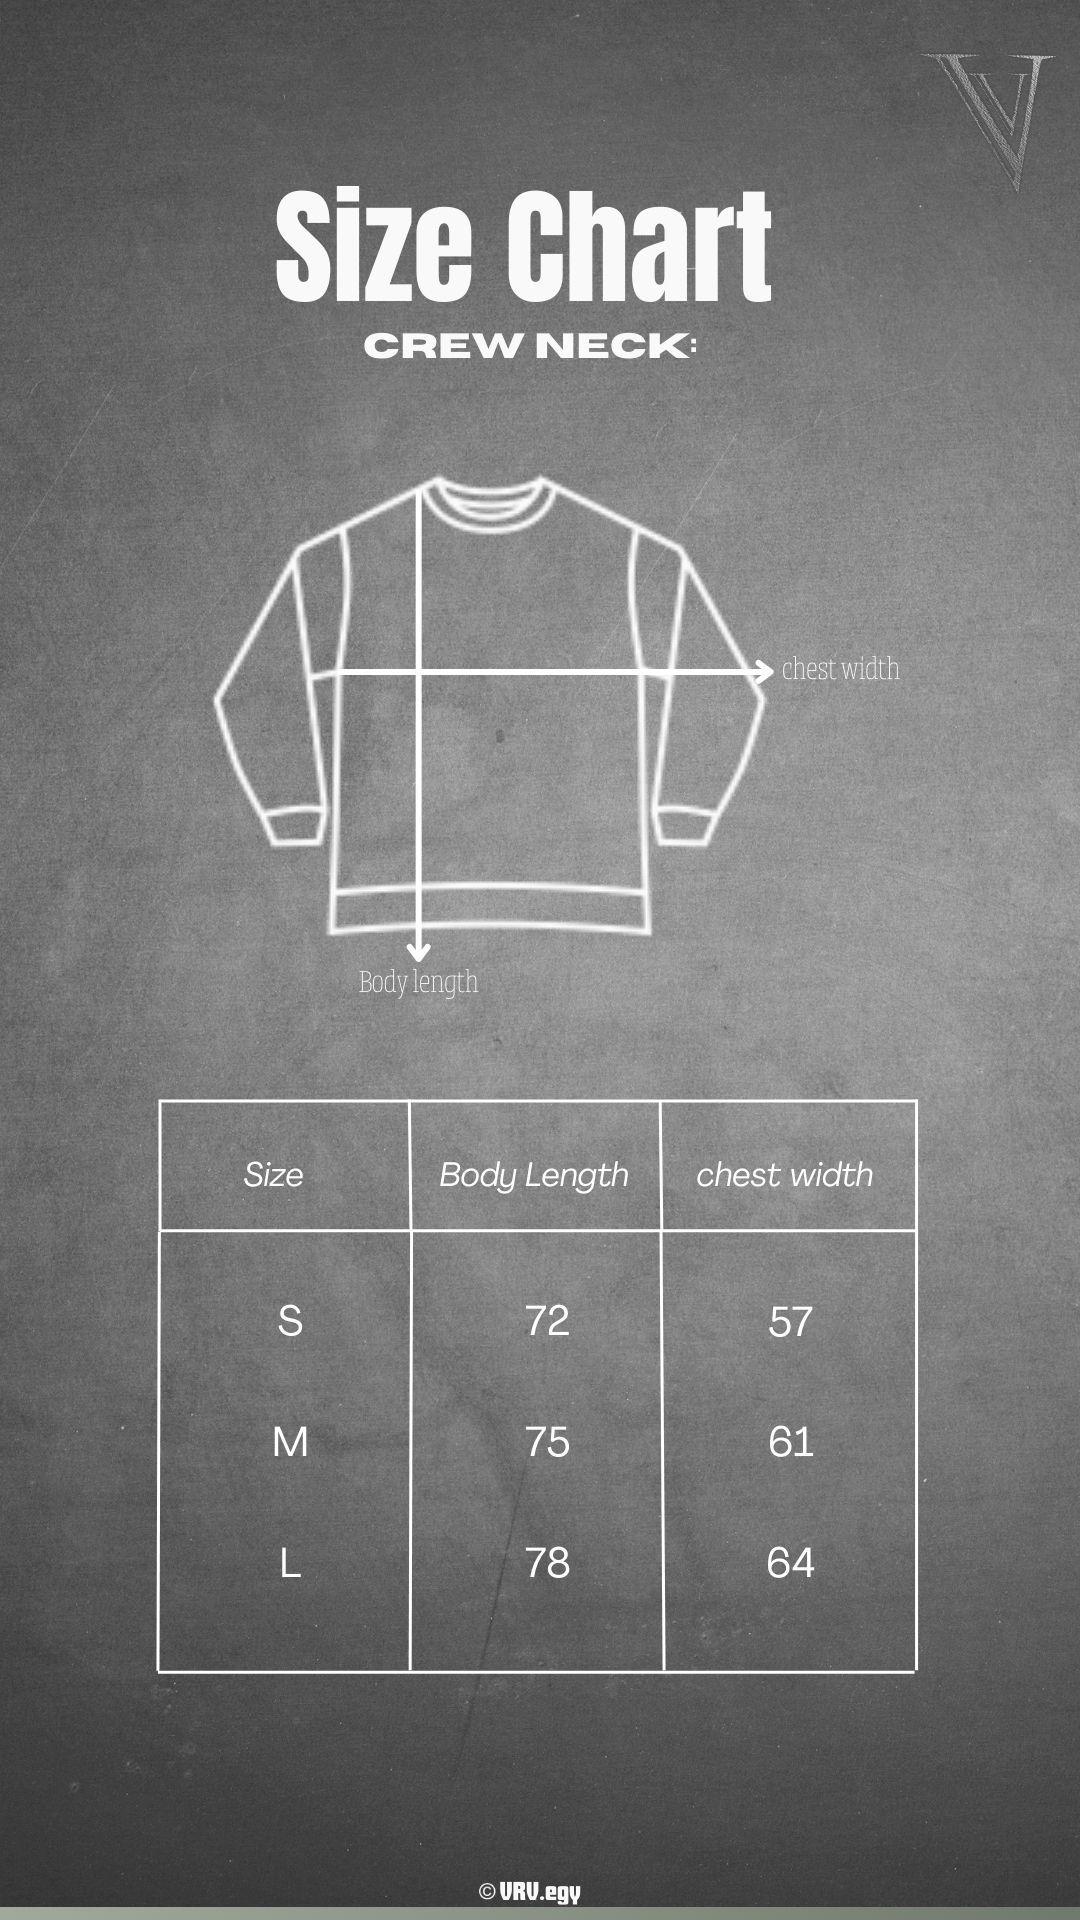 Size Chart
CREW NECK:
chest width
Body length
Size Body Length chest width
S 72 57
M 75 61
L 78 64
© VRV.egy